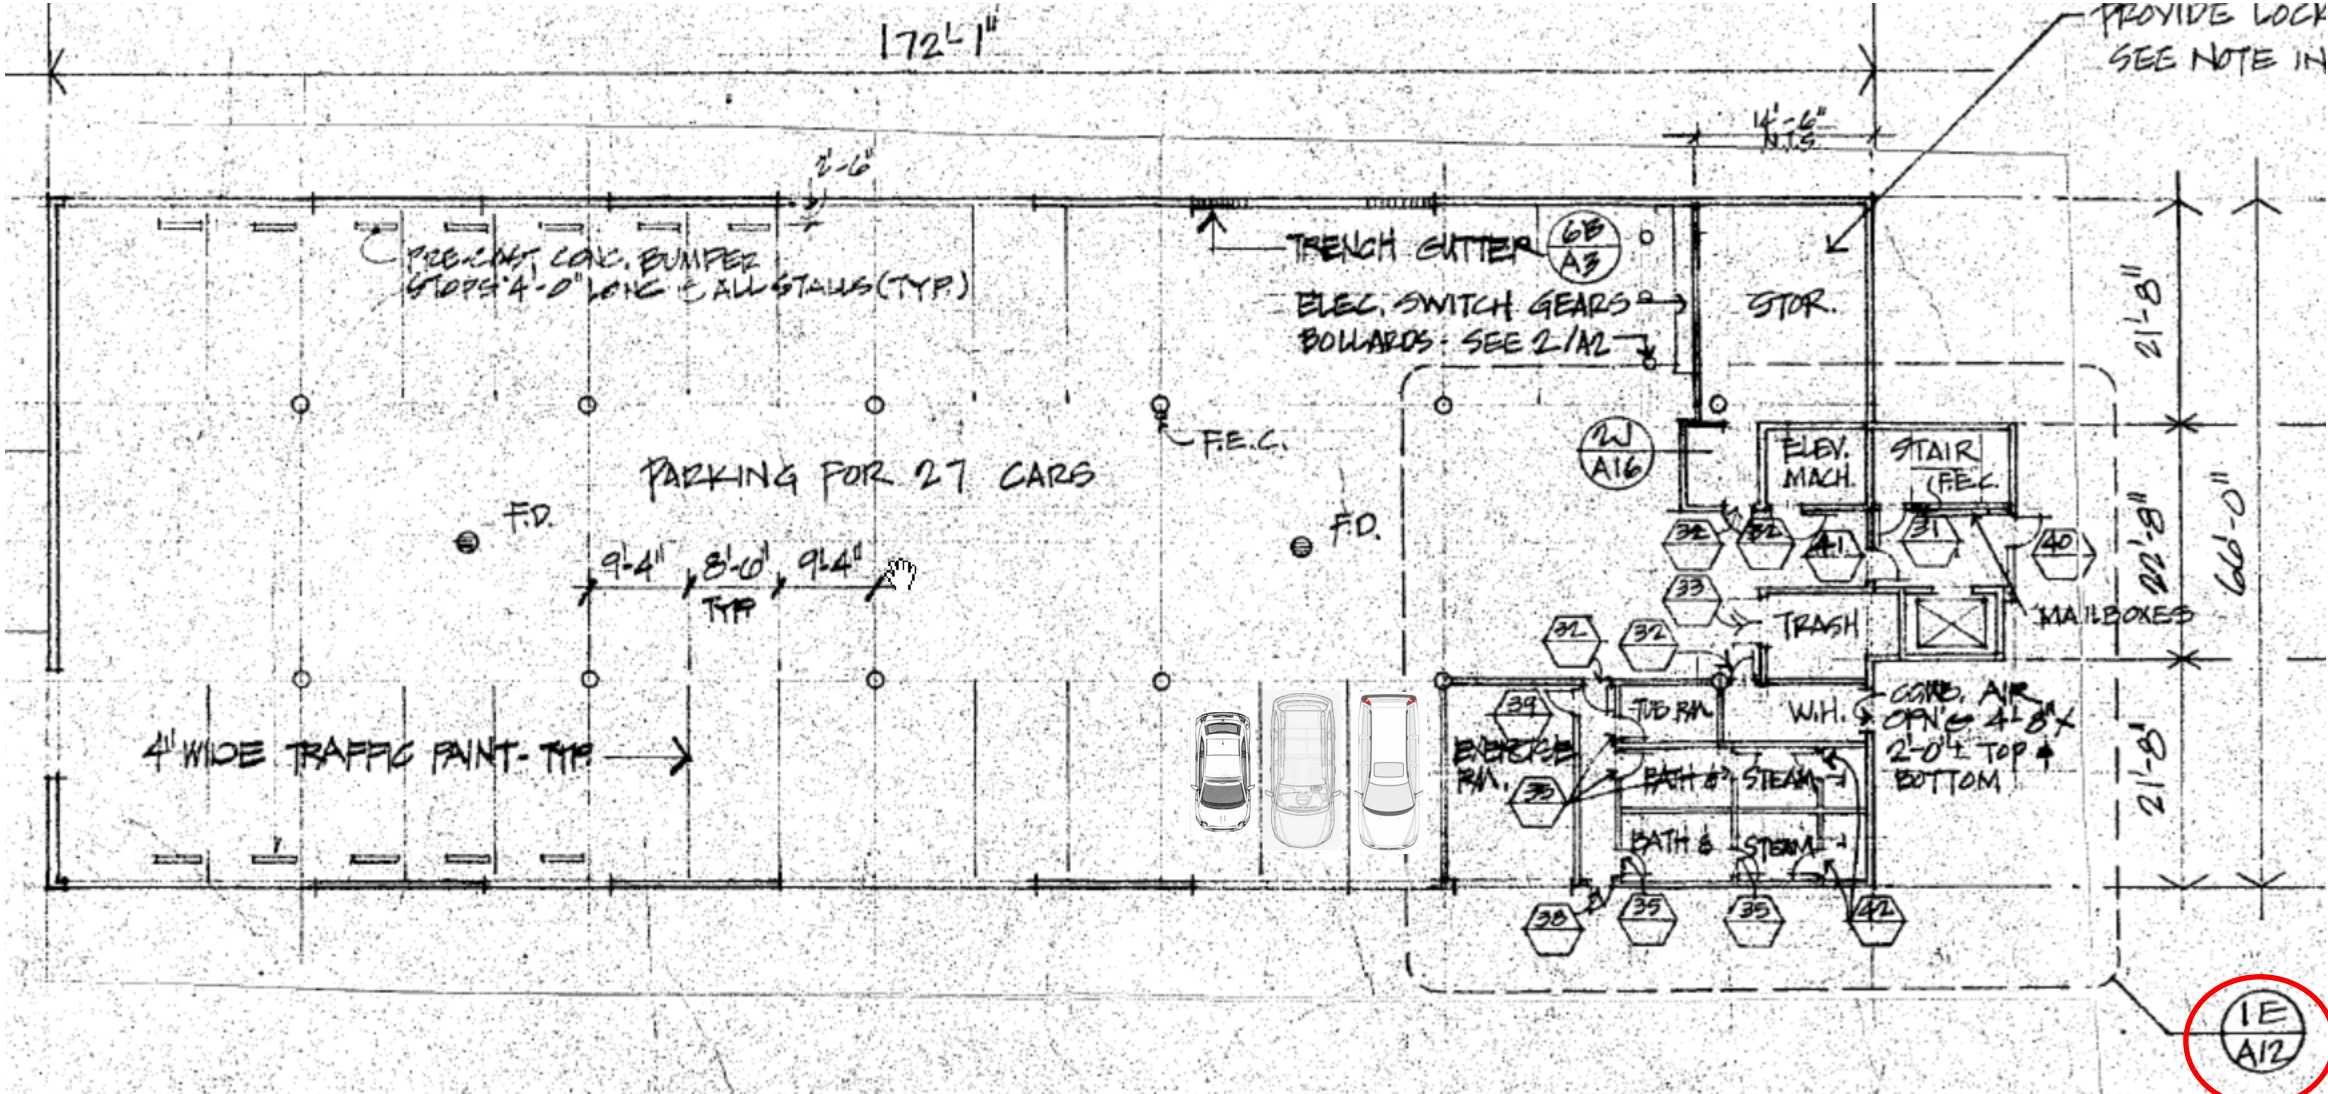 172'-1"
PROVIDE LOCK
SEE NOTE IN
14'-6"
N.T.S.
2'-6"
PRE-CAST CONC. BUMPER
STOPS 4'-0" LONG @ ALL STALLS (TYP.)
TRENCH GUTTER
6B
A3
ELEC. SWITCH GEARS
BOLLARDS - SEE 2/A2
STOR.
21'-8"
F.E.C.
2J
A16
ELEV.
MACH.
STAIR
F.E.C.
PARKING FOR 27 CARS
F.D.
F.D.
22'-8"
66'-0"
9'-4"
8'-0"
9'-4"
TYP.
32
32
41
31
40
33
MAILBOXES
TRASH
32
32
4" WIDE TRAFFIC PAINT - TYP.
39
TUB RM.
W.H.
COMB. AIR
OPN'G 4'-8" X
2'-0" ± TOP &
BOTTOM
EXERCISE
RM.
35
BATH &
STEAM
BATH &
STEAM
21'-8"
38
35
35
42
1E
A12